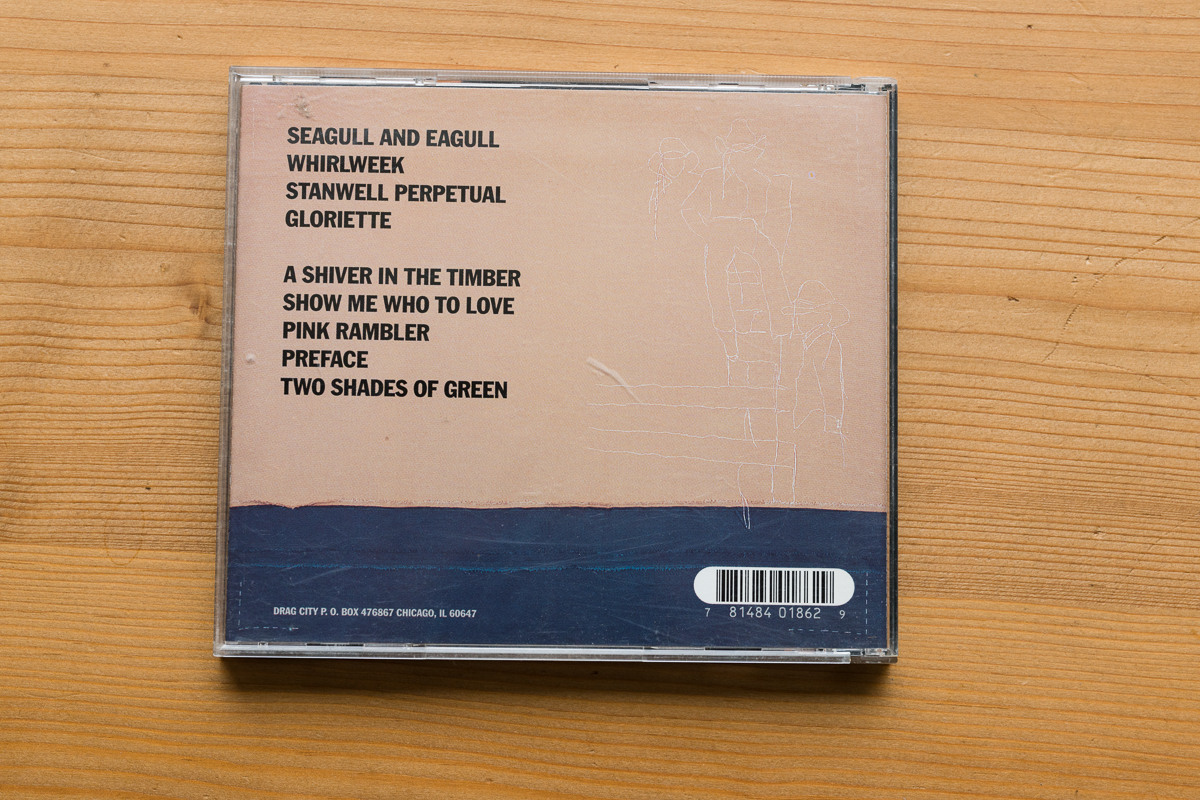 SEAGULL AND EAGULL
WHIRLWEEK
STANWELL PERPETUAL
GLORIETTE
A SHIVER IN THE TIMBER
SHOW ME WHO TO LOVE
PINK RAMBLER
PREFACE
TWO SHADES OF GREEN
DRAG CITY P. O. BOX 476867 CHICAGO, IL 60647
7 81484 01862 9